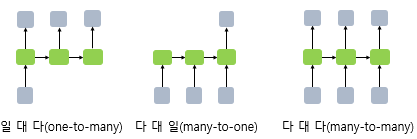 일 대 다(one-to-many) 다 대 일(many-to-one) 다 대 다(many-to-many)